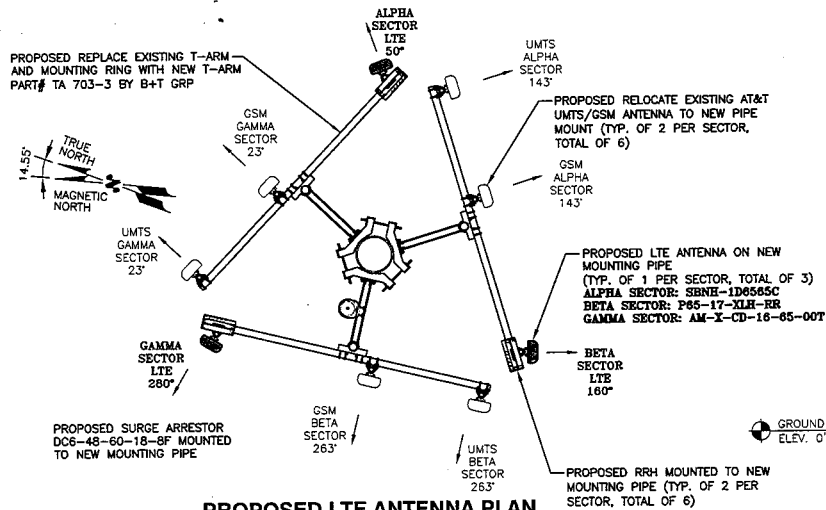 ALPHA
SECTOR
LTE
50°
PROPOSED REPLACE EXISTING T-ARM
AND MOUNTING RING WITH NEW T-ARM
PART# TA 703-3 BY B+T GRP
UMTS
ALPHA
SECTOR
143°
GSM
GAMMA
SECTOR
23°
PROPOSED RELOCATE EXISTING AT&T
UMTS/GSM ANTENNA TO NEW PIPE
MOUNT (TYP. OF 2 PER SECTOR,
TOTAL OF 6)
14.55°
TRUE
NORTH
MAGNETIC
NORTH
GSM
ALPHA
SECTOR
143°
UMTS
GAMMA
SECTOR
23°
PROPOSED LTE ANTENNA ON NEW
MOUNTING PIPE
(TYP. OF 1 PER SECTOR, TOTAL OF 3)
ALPHA SECTOR: SBNH-1D6565C
BETA SECTOR: P65-17-XLH-RR
GAMMA SECTOR: AM-X-CD-16-65-00T
GAMMA
SECTOR
LTE
280°
BETA
SECTOR
LTE
160°
PROPOSED SURGE ARRESTOR
DC6-48-60-18-8F MOUNTED
TO NEW MOUNTING PIPE
GSM
BETA
SECTOR
263°
UMTS
BETA
SECTOR
263°
GROUND
ELEV. 0'
PROPOSED RRH MOUNTED TO NEW
MOUNTING PIPE (TYP. OF 2 PER
SECTOR, TOTAL OF 6)
PROPOSED LTE ANTENNA PLAN